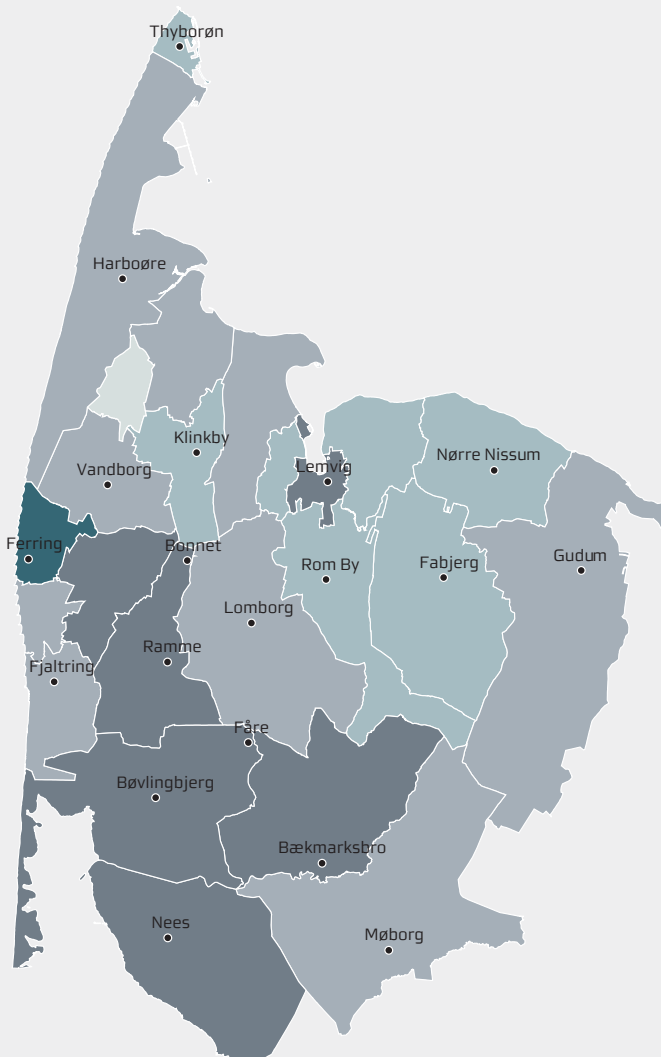 Thyborøn
Harboøre
Klinkby
Nørre Nissum
Vandborg
Lemvig
Ferring
Bonnet
Gudum
Rom By
Fabjerg
Lomborg
Ramme
Fjaltring
Fåre
Bøvlingbjerg
Bækmarksbro
Nees
Møborg